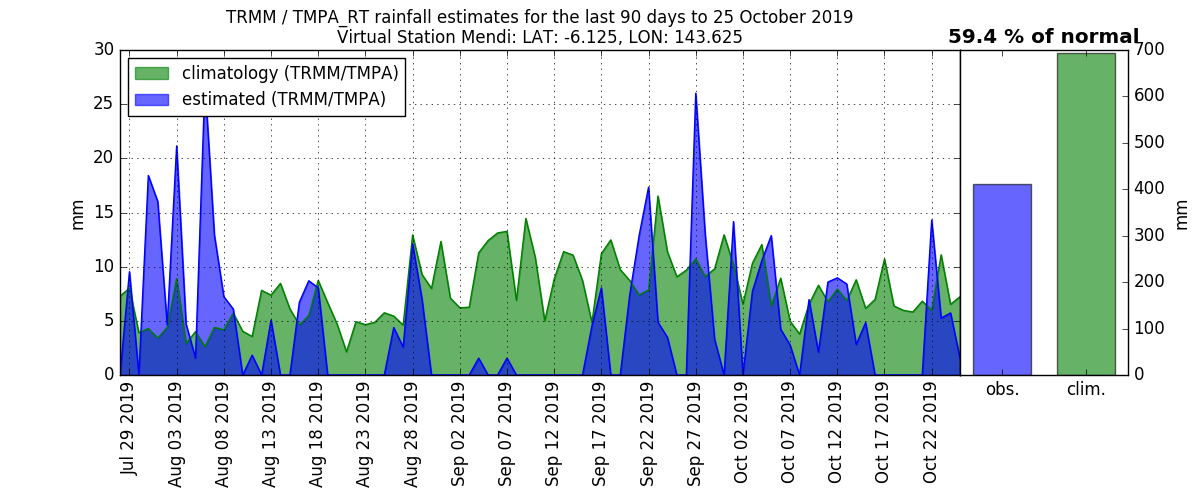 TRMM / TMPA_RT rainfall estimates for the last 90 days to 25 October 2019
Virtual Station Mendi: LAT: -6.125, LON: 143.625
59.4 % of normal
climatology (TRMM/TMPA)
estimated (TRMM/TMPA)
30
25
20
15
10
5
0
mm
Jul 29 2019
Aug 03 2019
Aug 08 2019
Aug 13 2019
Aug 18 2019
Aug 23 2019
Aug 28 2019
Sep 02 2019
Sep 07 2019
Sep 12 2019
Sep 17 2019
Sep 22 2019
Sep 27 2019
Oct 02 2019
Oct 07 2019
Oct 12 2019
Oct 17 2019
Oct 22 2019
700
600
500
400
300
200
100
0
mm
obs.
clim.